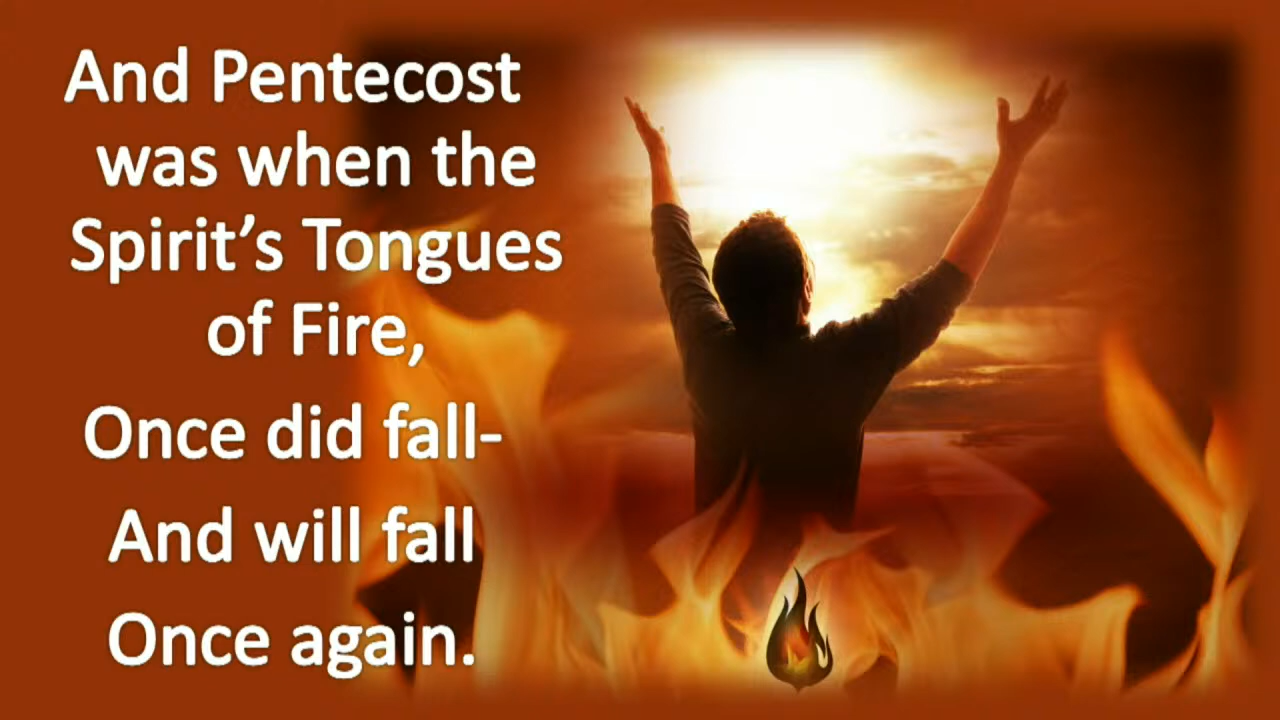 And Pentecost
was when the
Spirit’s Tongues
of Fire,
Once did fall-
And will fall
Once again.